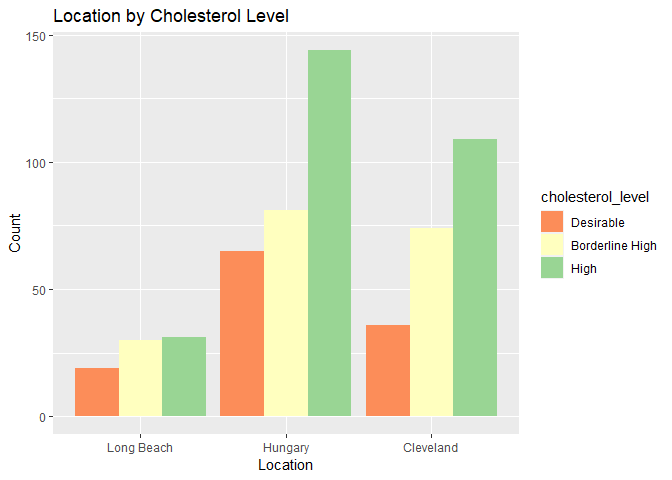 Location by Cholesterol Level
150
100
50
0
Count
Long Beach
Hungary
Cleveland
Location
cholesterol_level
Desirable
Borderline High
High